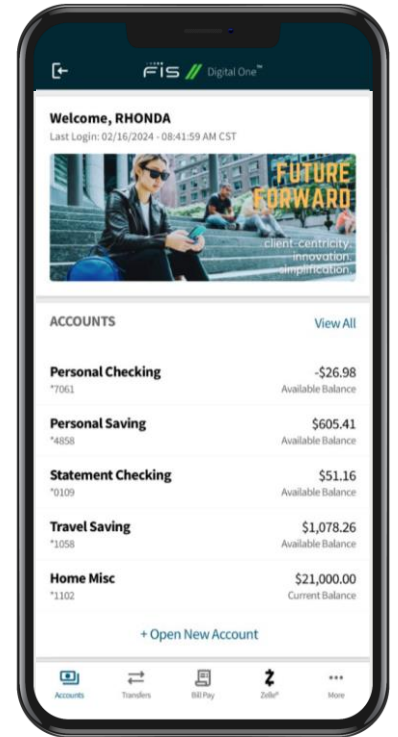 FIS Digital One™
Welcome, RHONDA
Last Login: 02/16/2024 - 08:41:59 AM CST
FUTURE
FORWARD
client-centricity.
innovation.
simplification.
ACCOUNTS View All
Personal Checking -$26.98
*7061 Available Balance
Personal Saving $605.41
*4858 Available Balance
Statement Checking $51.16
*0109 Available Balance
Travel Saving $1,078.26
*1058 Available Balance
Home Misc $21,000.00
*1102 Current Balance
+ Open New Account
Accounts Transfers Bill Pay Zelle® More